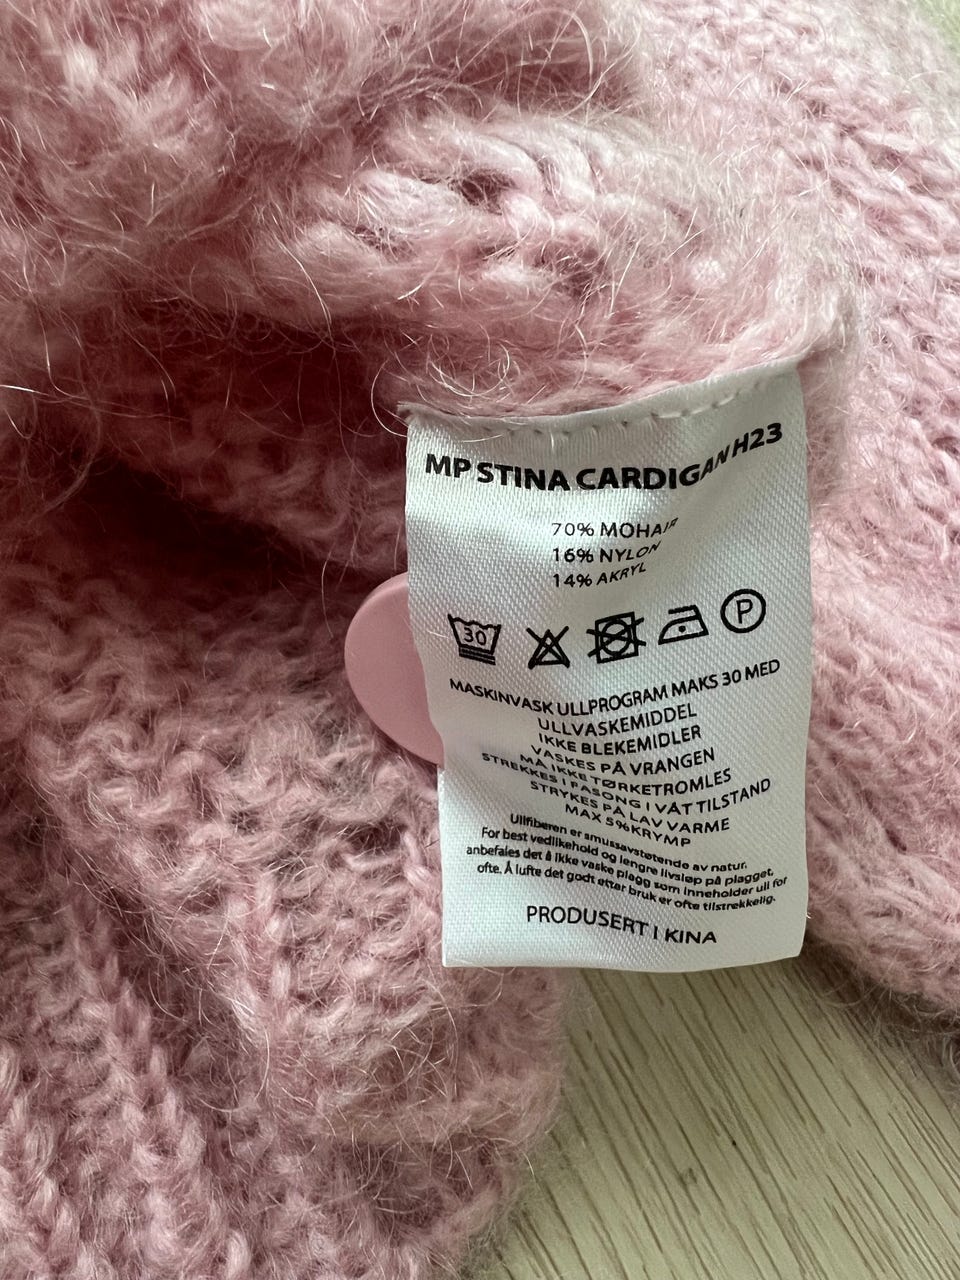 MP STINA CARDIGAN H23
70% MOHAIR
16% NYLON
14% AKRYL
30
P
MASKINVASK ULLPROGRAM MAKS 30 MED
ULLVASKEMIDDEL
IKKE BLEKEMIDLER
VASKES PÅ VRANGEN
MÅ IKKE TØRKETROMLES
STREKKES I FASONG I VÅT TILSTAND
STRYKES PÅ LAV VARME
MAX 5%KRYMP
Ullfiberen er smussavstøtende av natur.
For best vedlikehold og lengre livsløp på plagget,
anbefales det å ikke vaske plagg som inneholder ull for
ofte. Å lufte det godt etter bruk er ofte tilstrekkelig.
PRODUSERT I KINA